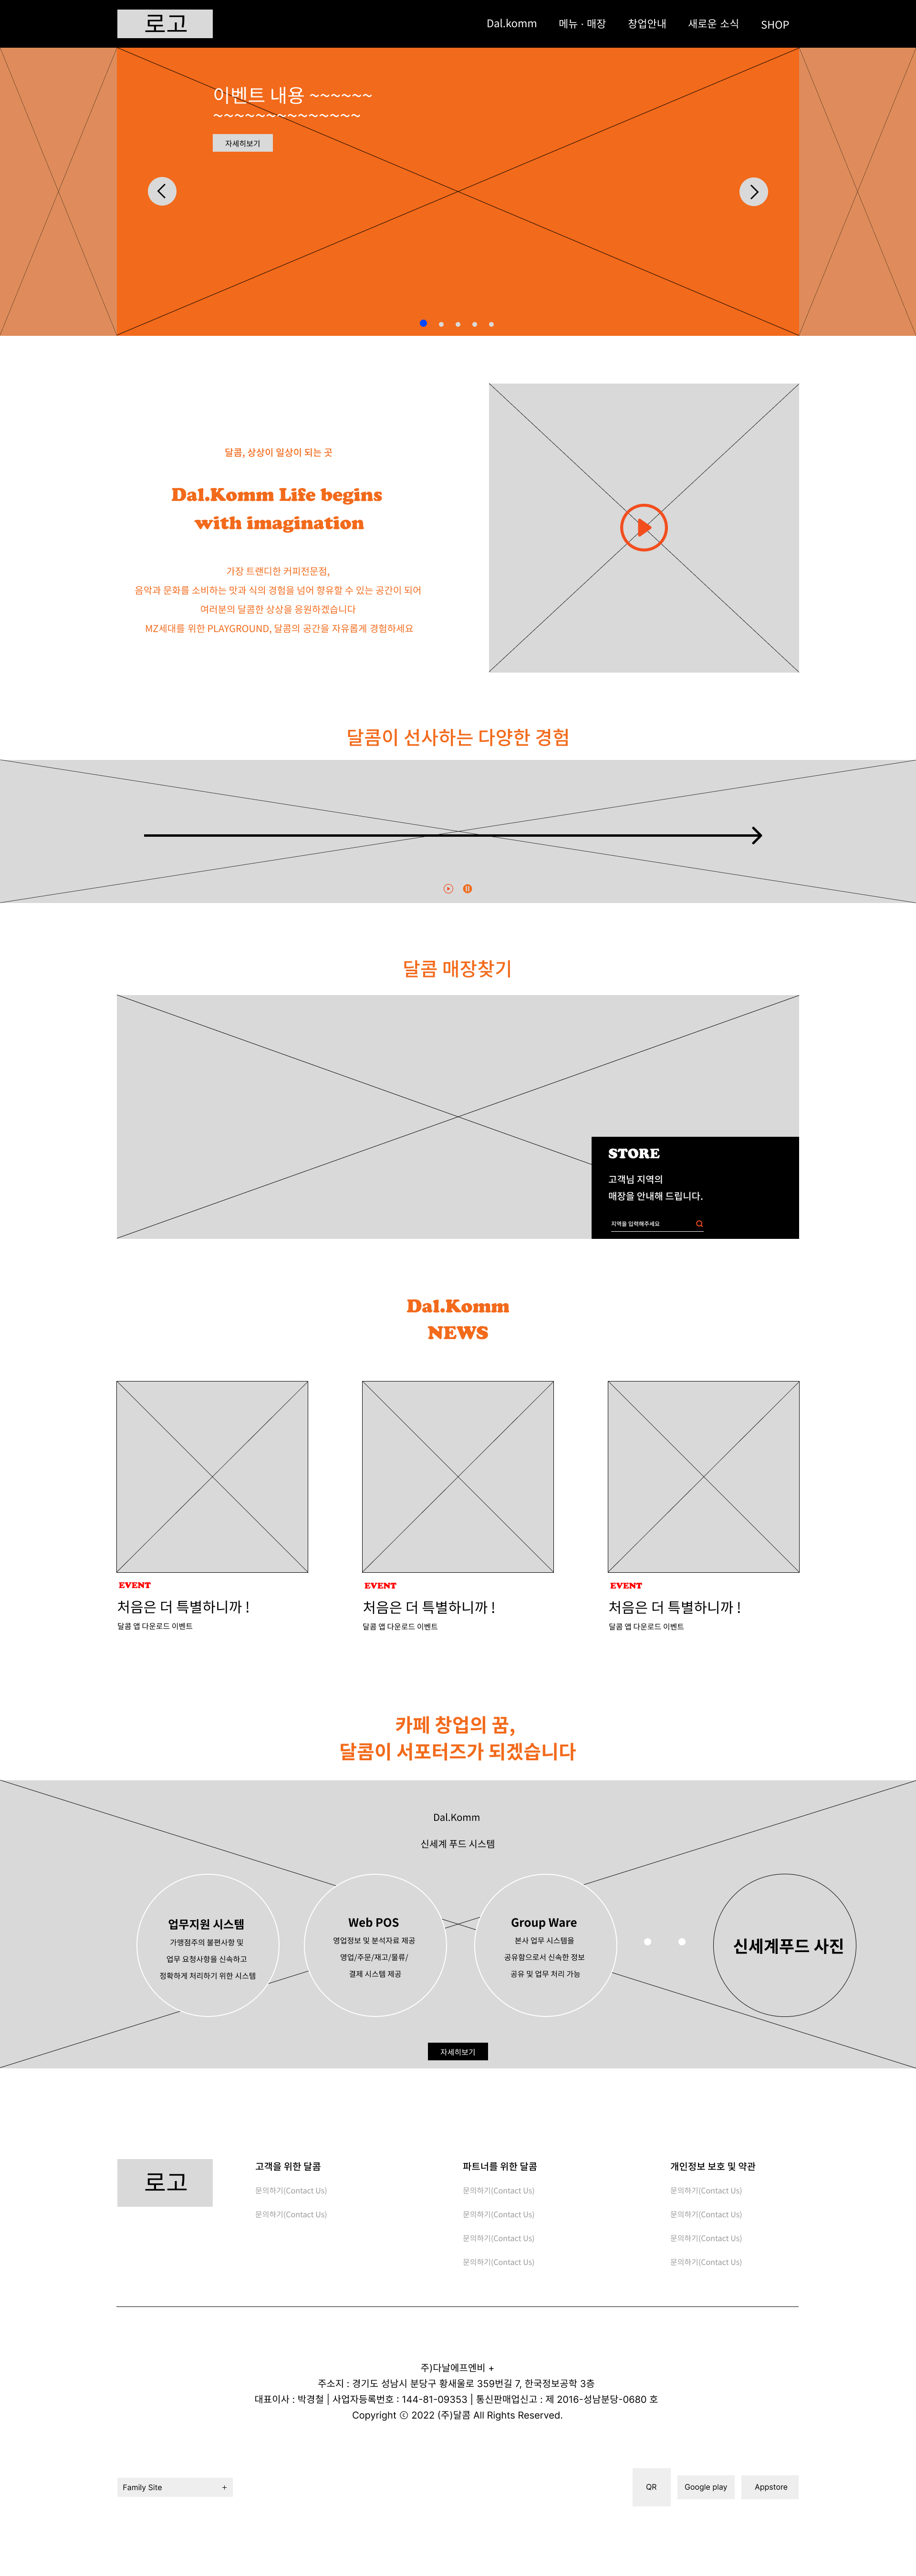 로고
Dal.komm
메뉴 · 매장
창업안내
새로운 소식
SHOP
이벤트 내용 ~~~~~~
~~~~~~~~~~~~~~
자세히보기
달콤, 상상이 일상이 되는 곳
Dal.Komm Life begins
with imagination
가장 트랜디한 커피전문점,
음악과 문화를 소비하는 맛과 식의 경험을 넘어 향유할 수 있는 공간이 되어
여러분의 달콤한 상상을 응원하겠습니다
MZ세대를 위한 PLAYGROUND, 달콤의 공간을 자유롭게 경험하세요
달콤이 선사하는 다양한 경험
달콤 매장찾기
STORE
고객님 지역의
매장을 안내해 드립니다.
지역을 입력해주세요
Dal.Komm
NEWS
EVENT
처음은 더 특별하니까 !
달콤 앱 다운로드 이벤트
EVENT
처음은 더 특별하니까 !
달콤 앱 다운로드 이벤트
EVENT
처음은 더 특별하니까 !
달콤 앱 다운로드 이벤트
카페 창업의 꿈,
달콤이 서포터즈가 되겠습니다
Dal.Komm
신세계 푸드 시스템
업무지원 시스템
가맹점주의 불편사항 및
업무 요청사항을 신속하고
정확하게 처리하기 위한 시스템
Web POS
영업정보 및 분석자료 제공
영업/주문/재고/물류/
결제 시스템 제공
Group Ware
본사 업무 시스템을
공유함으로서 신속한 정보
공유 및 업무 처리 가능
신세계푸드 사진
자세히보기
로고
고객을 위한 달콤
문의하기(Contact Us)
문의하기(Contact Us)
파트너를 위한 달콤
문의하기(Contact Us)
문의하기(Contact Us)
문의하기(Contact Us)
문의하기(Contact Us)
개인정보 보호 및 약관
문의하기(Contact Us)
문의하기(Contact Us)
문의하기(Contact Us)
문의하기(Contact Us)
주)다날에프엔비 +
주소지 : 경기도 성남시 분당구 황새울로 359번길 7, 한국정보공학 3층
대표이사 : 박경철 | 사업자등록번호 : 144-81-09353 | 통신판매업신고 : 제 2016-성남분당-0680 호
Copyright ⓒ 2022 (주)달콤 All Rights Reserved.
Family Site +
QR
Google play
Appstore